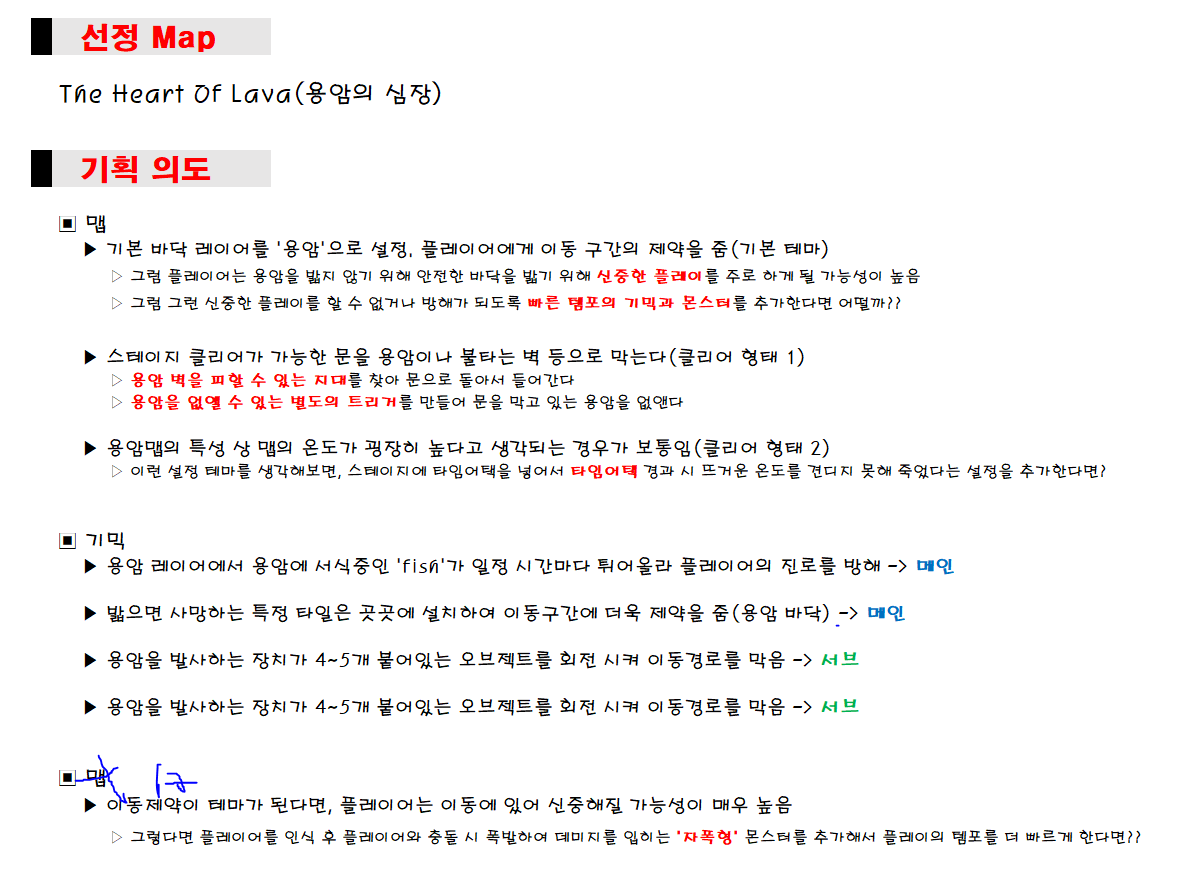 선정 Map
The Heart Of Lava(용암의 심장)
기획 의도
▣ 맵
▶ 기본 바닥 레이어를 '용암'으로 설정, 플레이어에게 이동 구간의 제약을 줌(기본 테마)
▷ 그럼 플레이어는 용암을 밟지 않기 위해 안전한 바닥을 밟기 위해 신중한 플레이를 주로 하게 될 가능성이 높음
▷ 그럼 그런 신중한 플레이를 할 수 없거나 방해가 되도록 빠른 템포의 기믹과 몬스터를 추가한다면 어떨까??
▶ 스테이지 클리어가 가능한 문을 용암이나 불타는 벽 등으로 막는다(클리어 형태 1)
▷ 용암 벽을 피할 수 있는 지대를 찾아 문으로 돌아서 들어간다
▷ 용암을 없앨 수 있는 별도의 트리거를 만들어 문을 막고 있는 용암을 없앤다
▶ 용암맵의 특성 상 맵의 온도가 굉장히 높다고 생각되는 경우가 보통임(클리어 형태 2)
▷ 이런 설정 테마를 생각해보면, 스테이지에 타임어택을 넣어서 타임어택 경과 시 뜨거운 온도를 견디지 못해 죽었다는 설정을 추가한다면?
▣ 기믹
▶ 용암 레이어에서 용암에 서식중인 'fish'가 일정 시간마다 튀어올라 플레이어의 진로를 방해 -> 메인
▶ 밟으면 사망하는 특정 타일은 곳곳에 설치하여 이동구간에 더욱 제약을 줌(용암 바닥) -> 메인
▶ 용암을 발사하는 장치가 4~5개 붙어있는 오브젝트를 회전 시켜 이동경로를 막음 -> 서브
▶ 용암을 발사하는 장치가 4~5개 붙어있는 오브젝트를 회전 시켜 이동경로를 막음 -> 서브
▣ 맵
▶ 이동제약이 테마가 된다면, 플레이어는 이동에 있어 신중해질 가능성이 매우 높음
▷ 그렇다면 플레이어를 인식 후 플레이어와 충돌 시 폭발하여 데미지를 입히는 '자폭형' 몬스터를 추가해서 플레이의 템포를 더 빠르게 한다면??